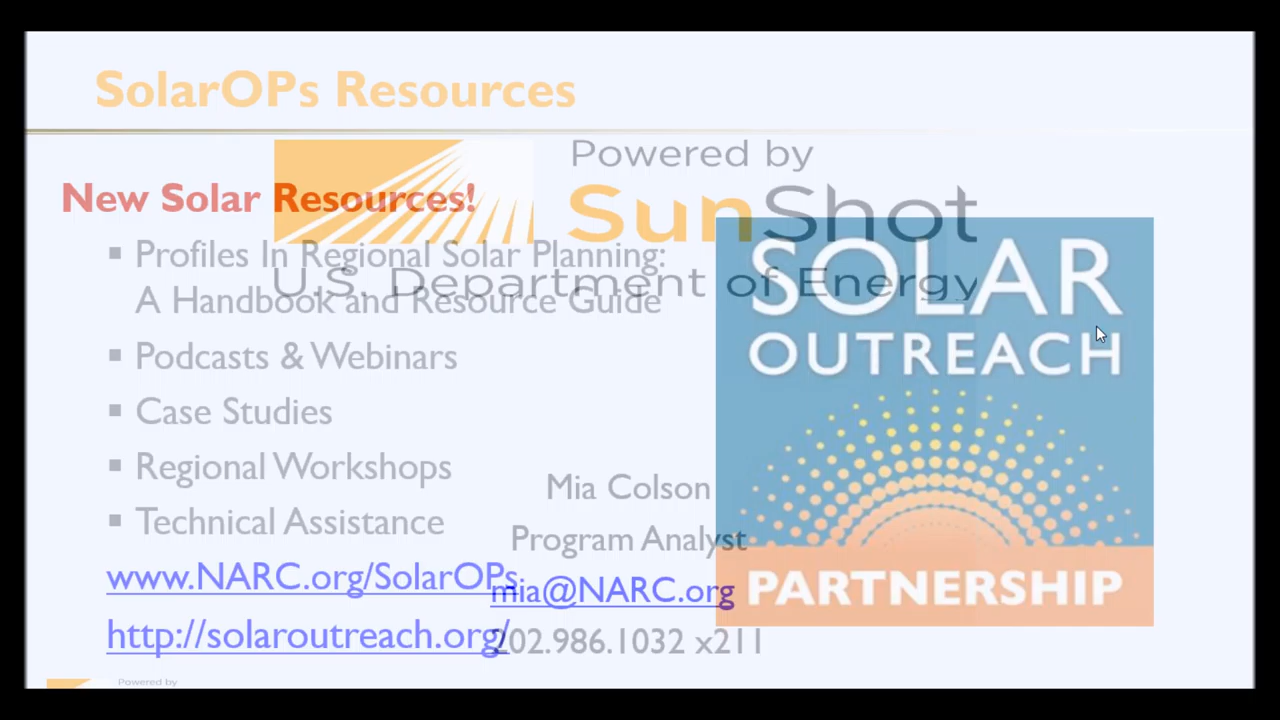 SolarOPs Resources
New Solar Resources!
▪ Profiles In Regional Solar Planning:
A Handbook and Resource Guide
▪ Podcasts & Webinars
▪ Case Studies
▪ Regional Workshops
▪ Technical Assistance
www.NARC.org/SolarOPs
http://solaroutreach.org/
Powered by
SunShot
U.S. Department of Energy
SOLAR
OUTREACH
PARTNERSHIP
Mia Colson
Program Analyst
mia@NARC.org
202.986.1032 x211
Powered by